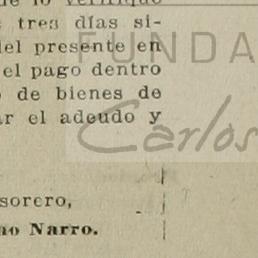 tres días si-
del presente en
el pago dentro
de bienes de
ar el adeudo y
FUNDA
Carlos
sorero,
no Narro.